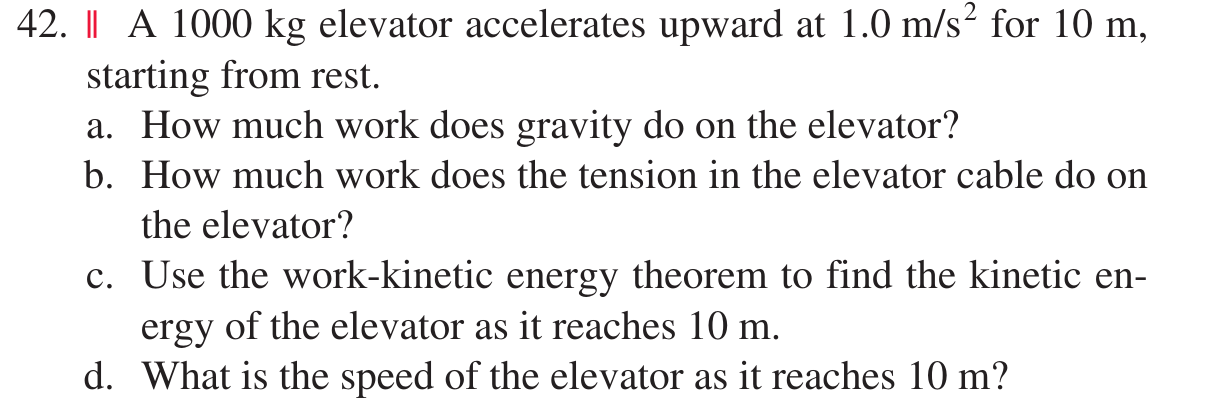 42. || A 1000 kg elevator accelerates upward at 1.0 m/s² for 10 m,
starting from rest.
a. How much work does gravity do on the elevator?
b. How much work does the tension in the elevator cable do on
the elevator?
c. Use the work-kinetic energy theorem to find the kinetic en-
ergy of the elevator as it reaches 10 m.
d. What is the speed of the elevator as it reaches 10 m?